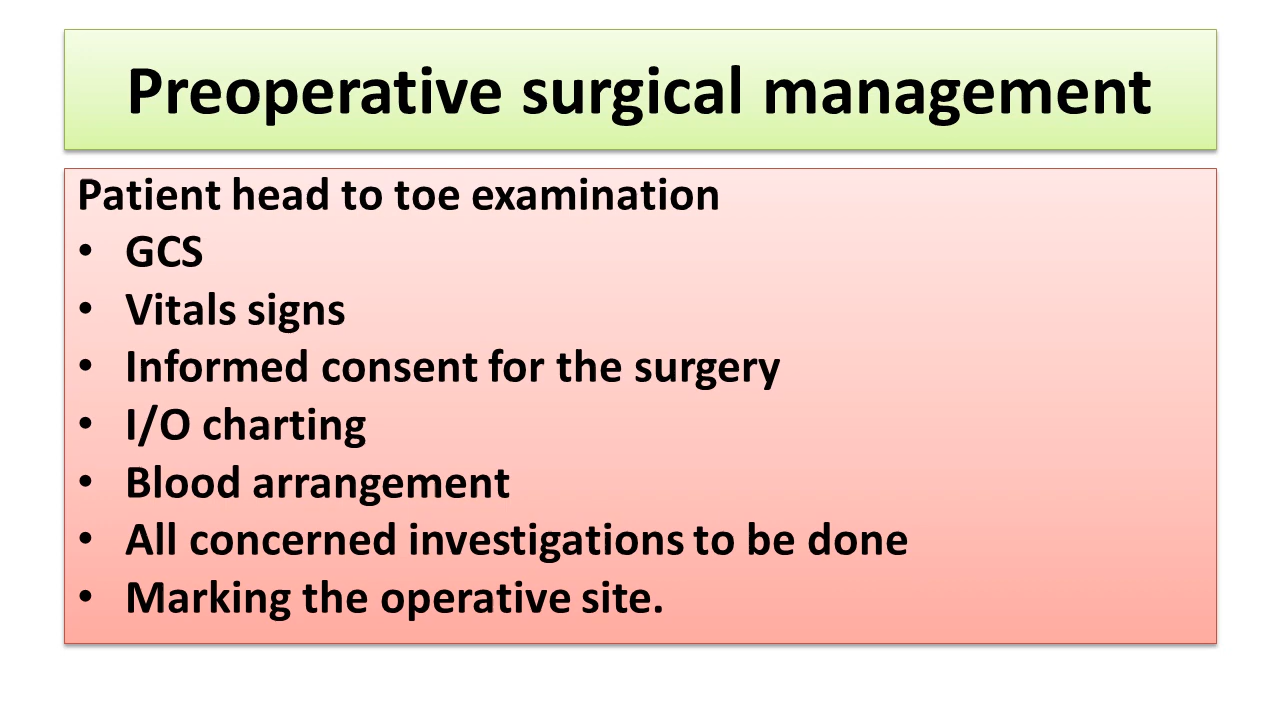 Preoperative surgical management
Patient head to toe examination
• GCS
• Vitals signs
• Informed consent for the surgery
• I/O charting
• Blood arrangement
• All concerned investigations to be done
• Marking the operative site.